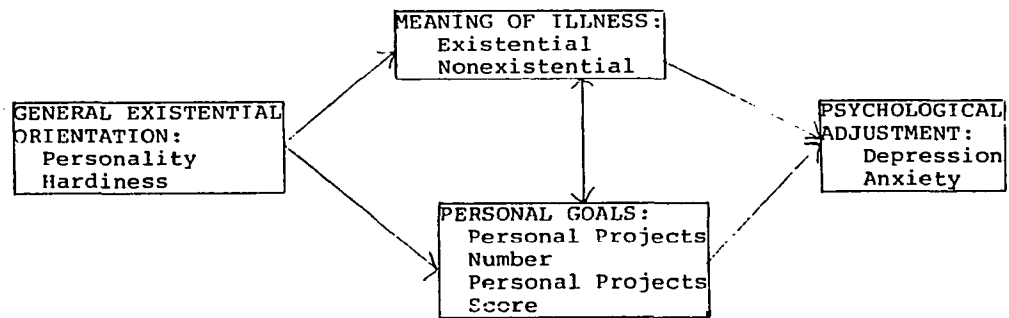 MEANING OF ILLNESS:
Existential
Nonexistential
GENERAL EXISTENTIAL
ORIENTATION:
Personality
Hardiness
PSYCHOLOGICAL
ADJUSTMENT:
Depression
Anxiety
PERSONAL GOALS:
Personal Projects
Number
Personal Projects
Score